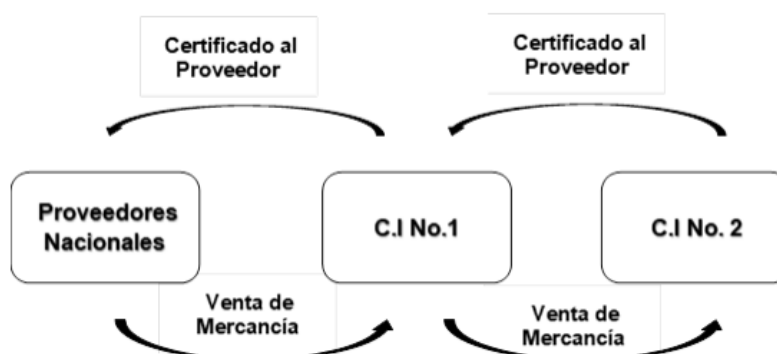 Certificado al
Proveedor
Certificado al
Proveedor
Proveedores
Nacionales
C.I No.1
C.I No. 2
Venta de
Mercancía
Venta de
Mercancía